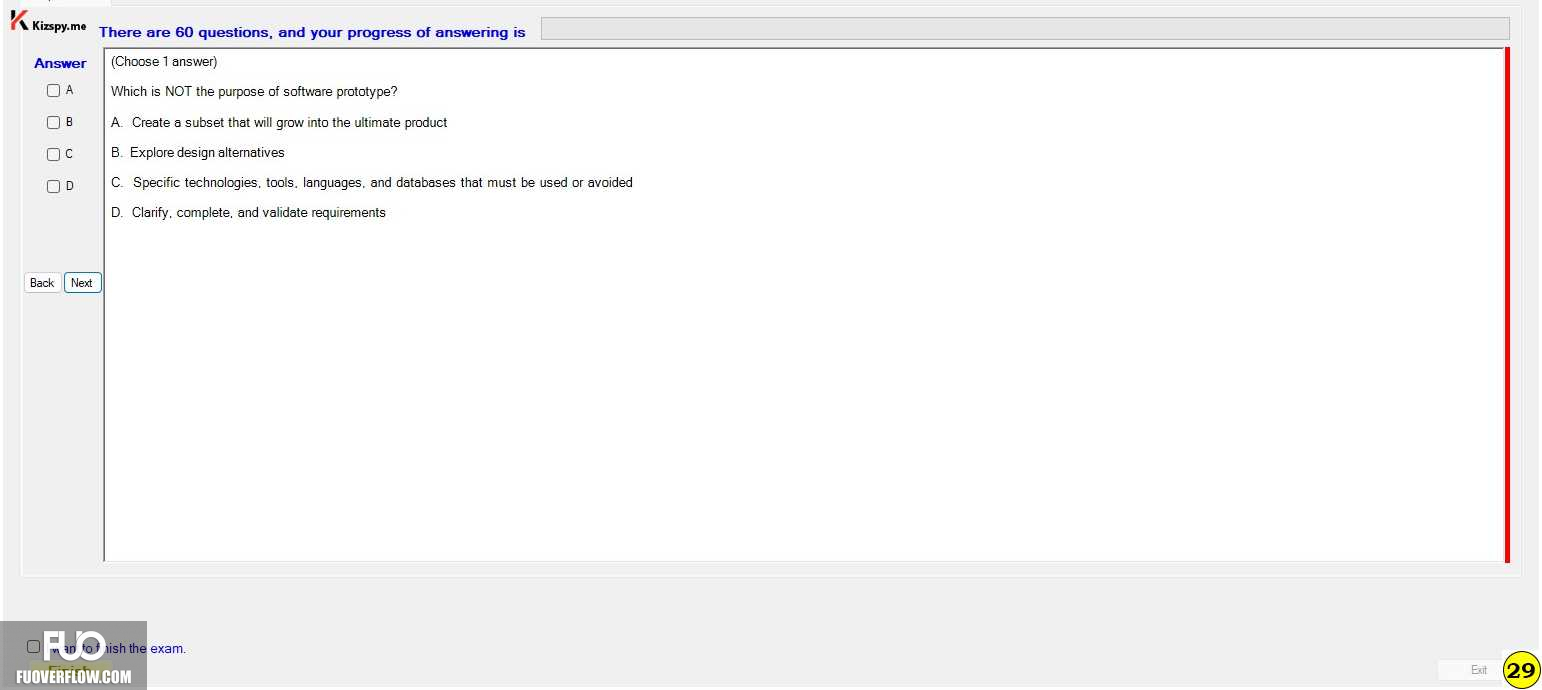 Kizspy.me
There are 60 questions, and your progress of answering is
Answer
(Choose 1 answer)
A
Which is NOT the purpose of software prototype?
B
A. Create a subset that will grow into the ultimate product
C
B. Explore design alternatives
D
C. Specific technologies, tools, languages, and databases that must be used or avoided
D. Clarify, complete, and validate requirements
Back Next
FUO
want to finish the exam.
Finish
FUOVERFLOW.COM
Exit
29